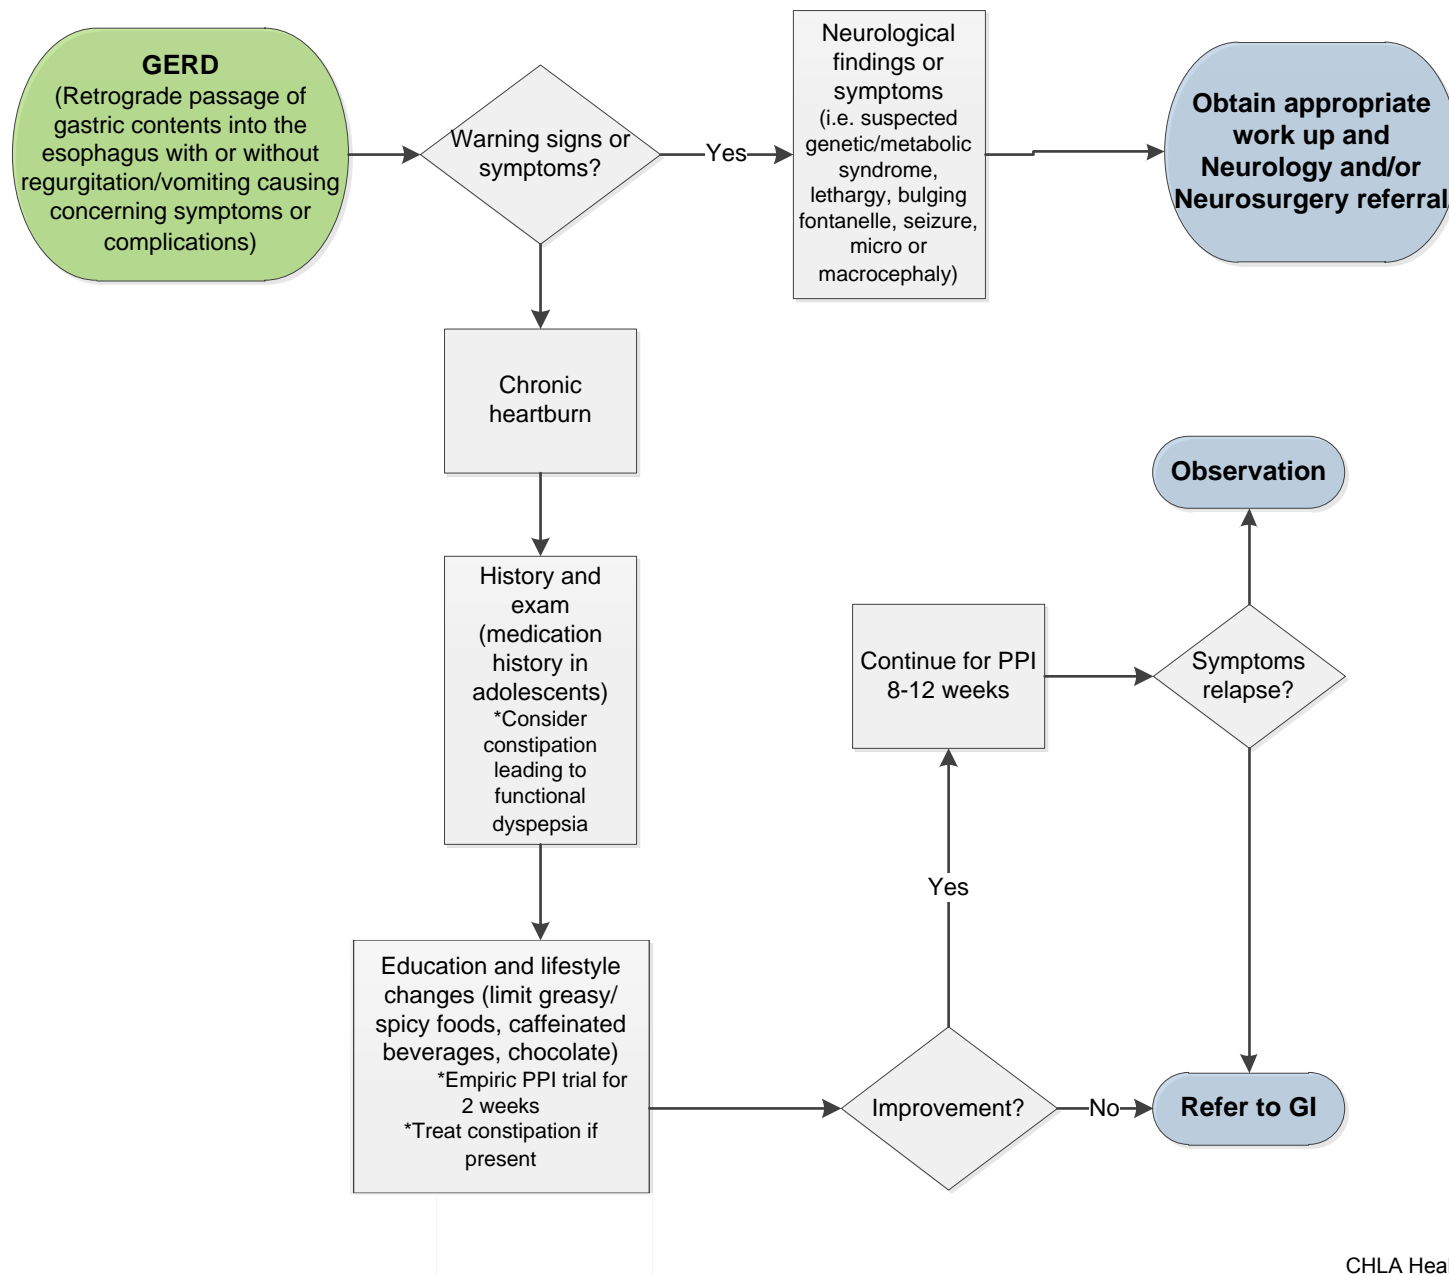 GERD
(Retrograde passage of
gastric contents into the
esophagus with or without
regurgitation/vomiting causing
concerning symptoms or
complications)
Warning signs or
symptoms?
Yes
Neurological
findings or
symptoms
(i.e. suspected
genetic/metabolic
syndrome,
lethargy, bulging
fontanelle, seizure,
micro or
macrocephaly)
Obtain appropriate
work up and
Neurology and/or
Neurosurgery referral
Chronic
heartburn
History and
exam
(medication
history in
adolescents)
*Consider
constipation
leading to
functional
dyspepsia
Education and lifestyle
changes (limit greasy/
spicy foods, caffeinated
beverages, chocolate)
*Empiric PPI trial for
2 weeks
*Treat constipation if
present
Improvement?
Yes
No
Continue for PPI
8-12 weeks
Symptoms
relapse?
Observation
Refer to GI
CHLA Heal